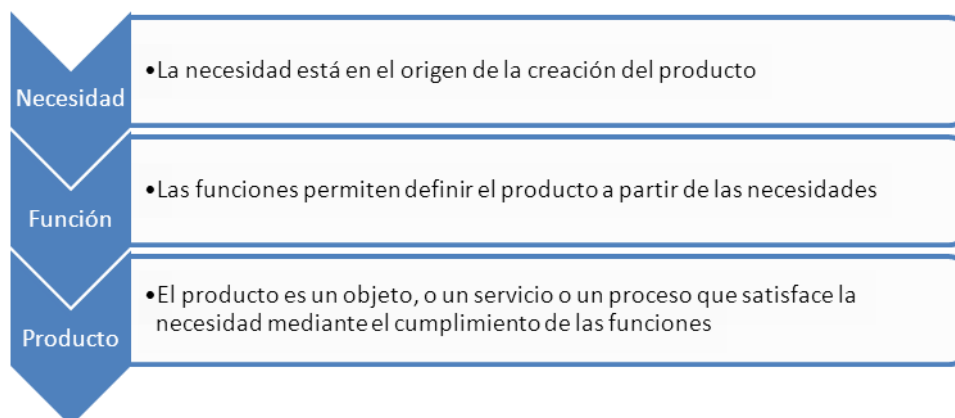 Necesidad
•La necesidad está en el origen de la creación del producto
Función
•Las funciones permiten definir el producto a partir de las necesidades
Producto
•El producto es un objeto, o un servicio o un proceso que satisface la
necesidad mediante el cumplimiento de las funciones